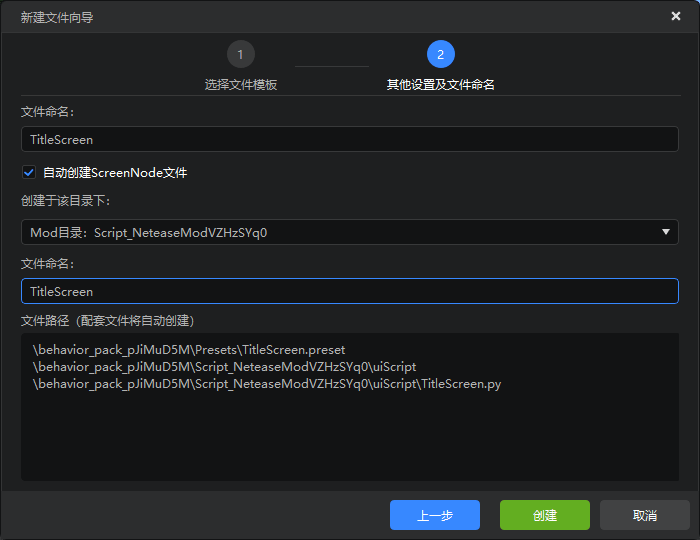 新建文件向导
1
2
选择文件模板
其他设置及文件命名
文件命名：
TitleScreen
自动创建ScreenNode文件
创建于该目录下：
Mod目录：Script_NeteaseModVZHzSYq0
文件命名：
TitleScreen
文件路径（配套文件将自动创建）
\behavior_pack_pJiMuD5M\Presets\TitleScreen.preset
\behavior_pack_pJiMuD5M\Script_NeteaseModVZHzSYq0\uiScript
\behavior_pack_pJiMuD5M\Script_NeteaseModVZHzSYq0\uiScript\TitleScreen.py
上一步
创建
取消